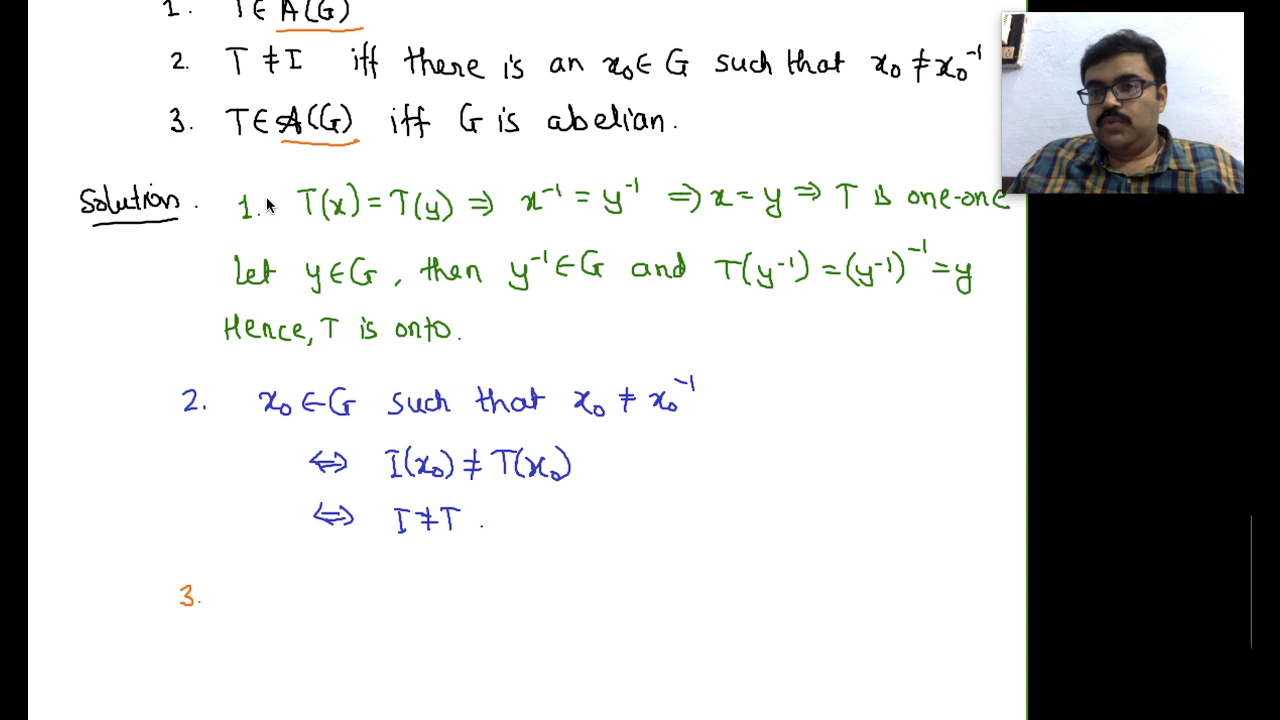 1. T ∈ A(G)
2. T ≠ I iff there is an x₀ ∈ G such that x₀ ≠ x₀⁻¹
3. T ∈ 𝒜(G) iff G is abelian.
Solution. 1. T(x) = T(y) ⇒ x⁻¹ = y⁻¹ ⇒ x = y ⇒ T is one-one
Let y ∈ G, then y⁻¹ ∈ G and T(y⁻¹) = (y⁻¹)⁻¹ = y
Hence, T is onto.
2. x₀ ∈ G such that x₀ ≠ x₀⁻¹
⇔ I(x₀) ≠ T(x₀)
⇔ I ≠ T.
3.